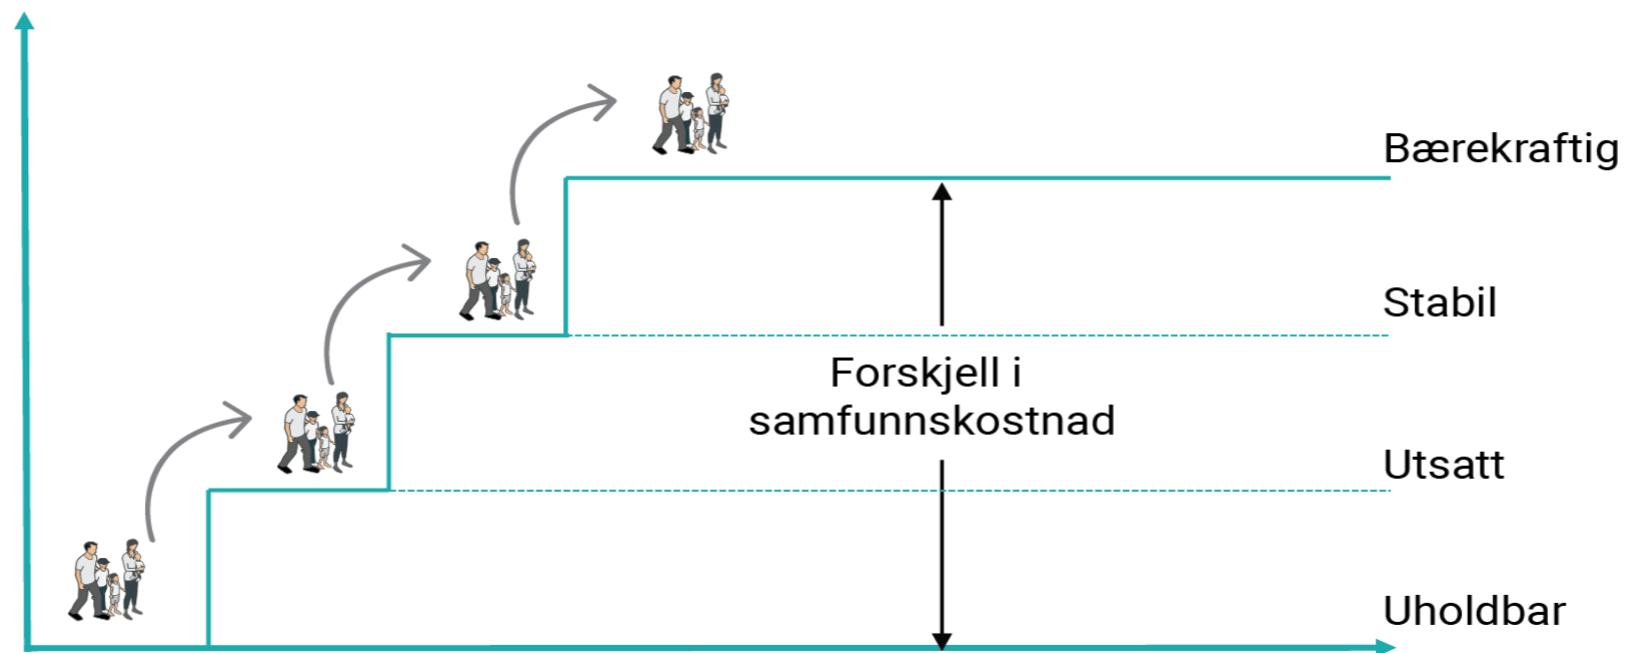 Bærekraftig
Stabil
Forskjell i
samfunnskostnad
Utsatt
Uholdbar